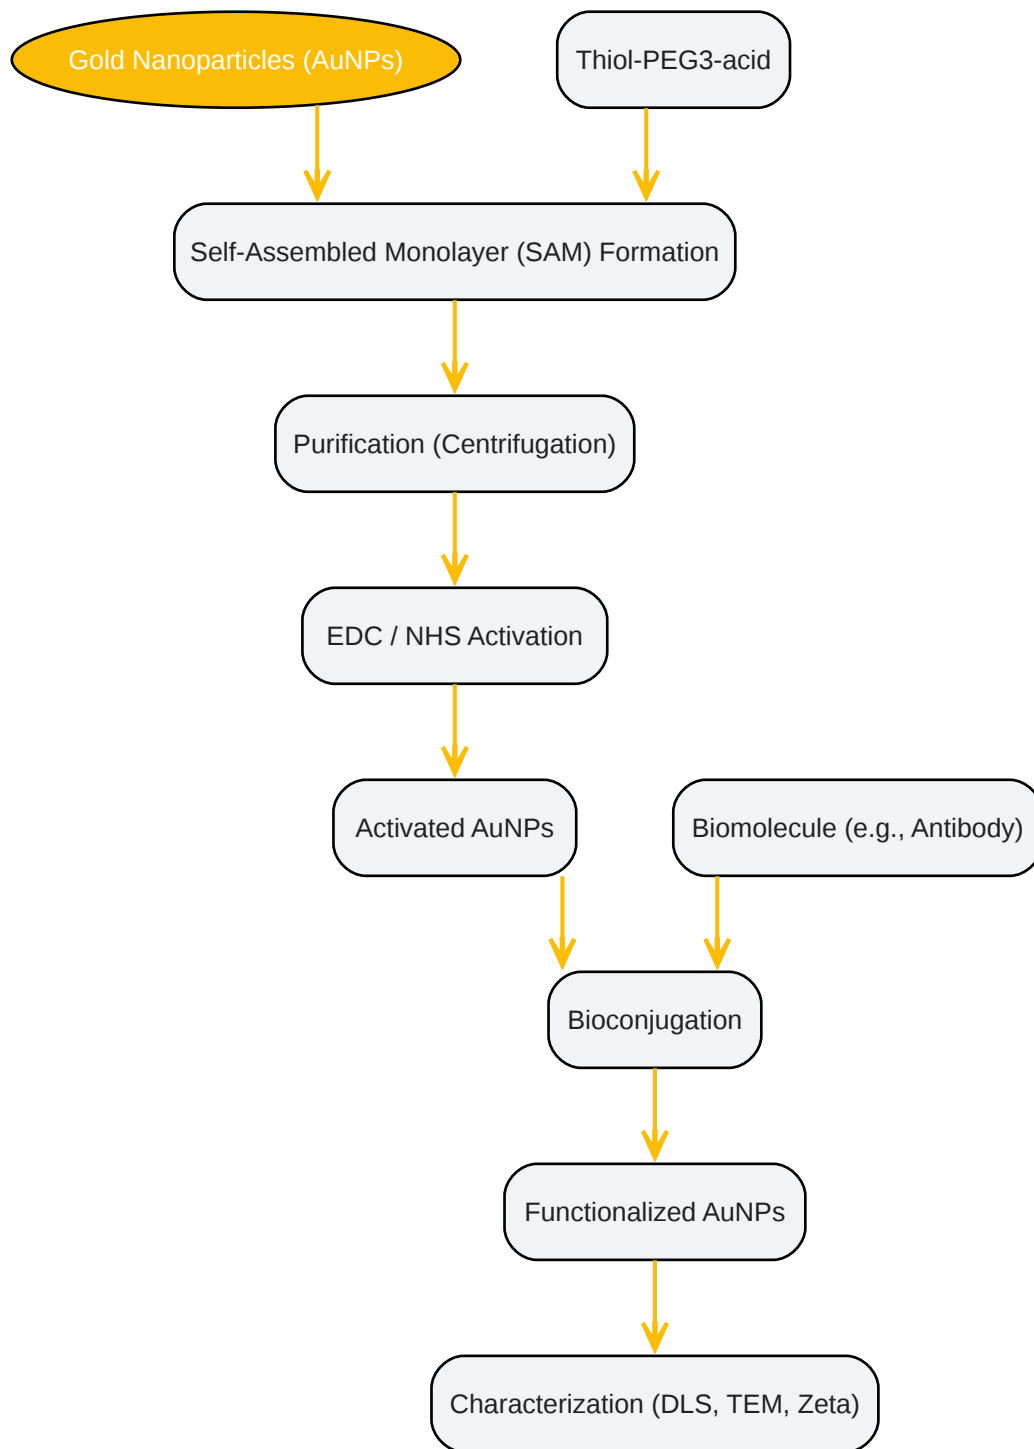 Gold Nanoparticles (AuNPs)
Thiol-PEG3-acid
Self-Assembled Monolayer (SAM) Formation
Purification (Centrifugation)
EDC / NHS Activation
Activated AuNPs
Biomolecule (e.g., Antibody)
Bioconjugation
Functionalized AuNPs
Characterization (DLS, TEM, Zeta)